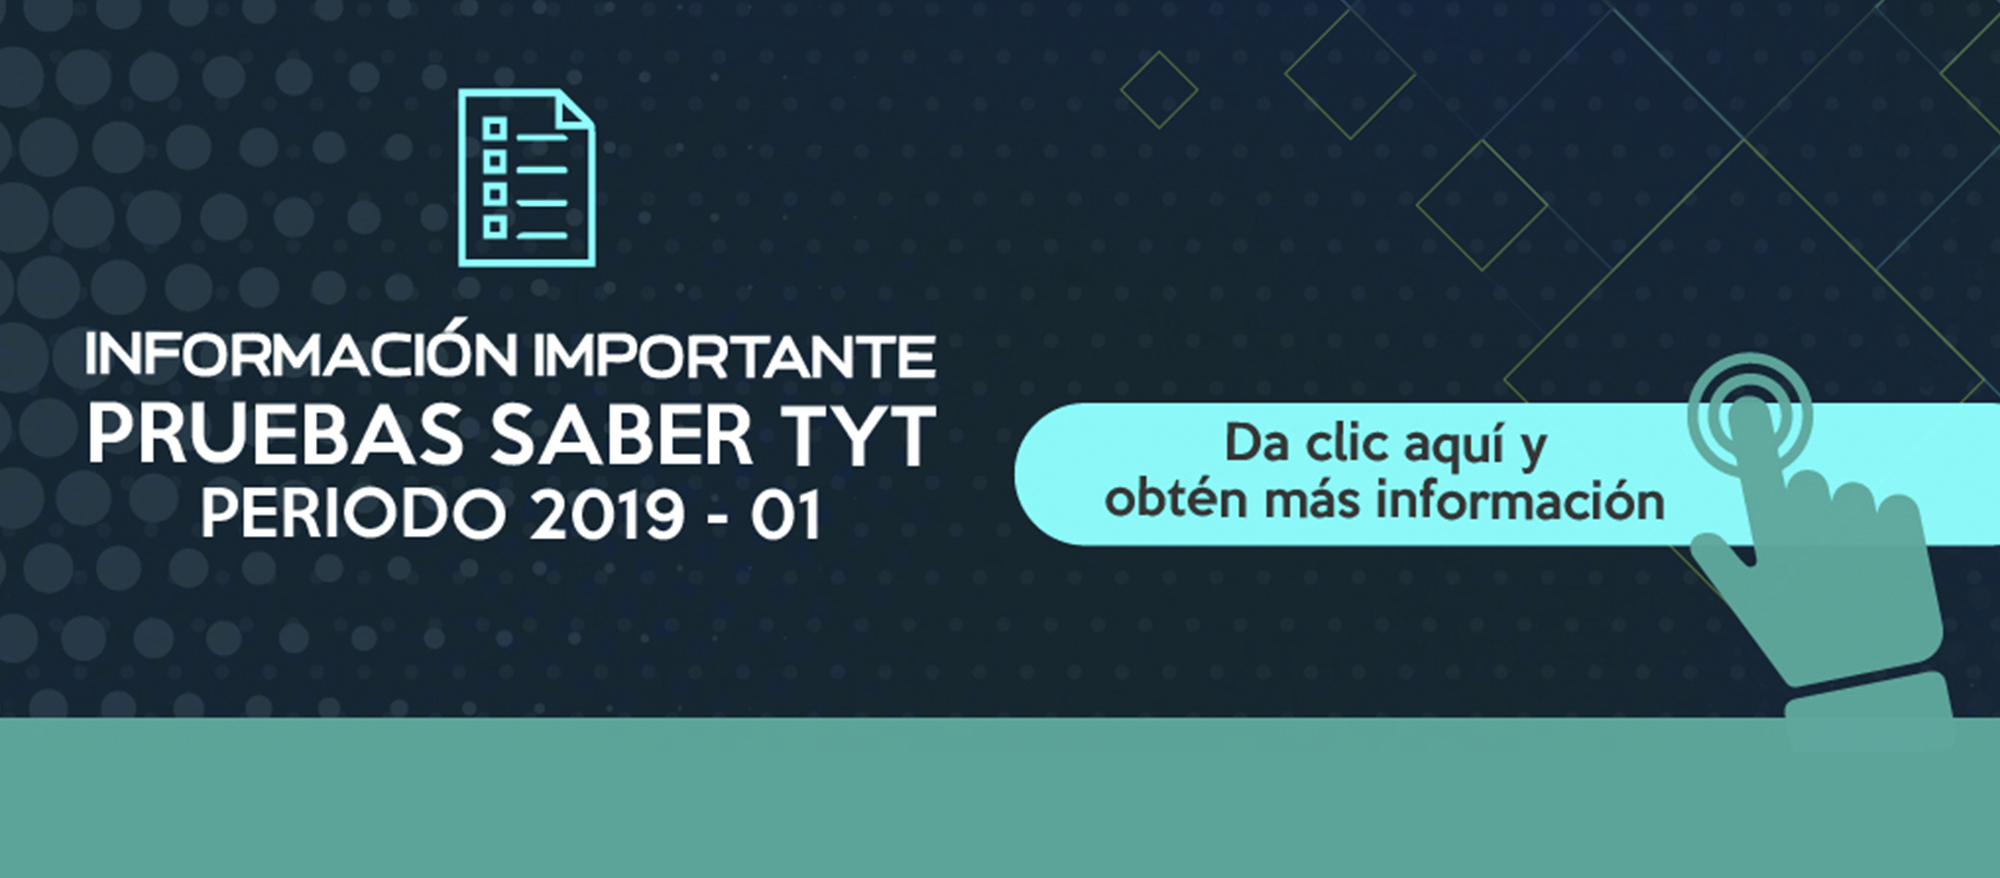 INFORMACIÓN IMPORTANTE
PRUEBAS SABER TYT
PERIODO 2019 - 01
Da clic aquí y
obtén más información